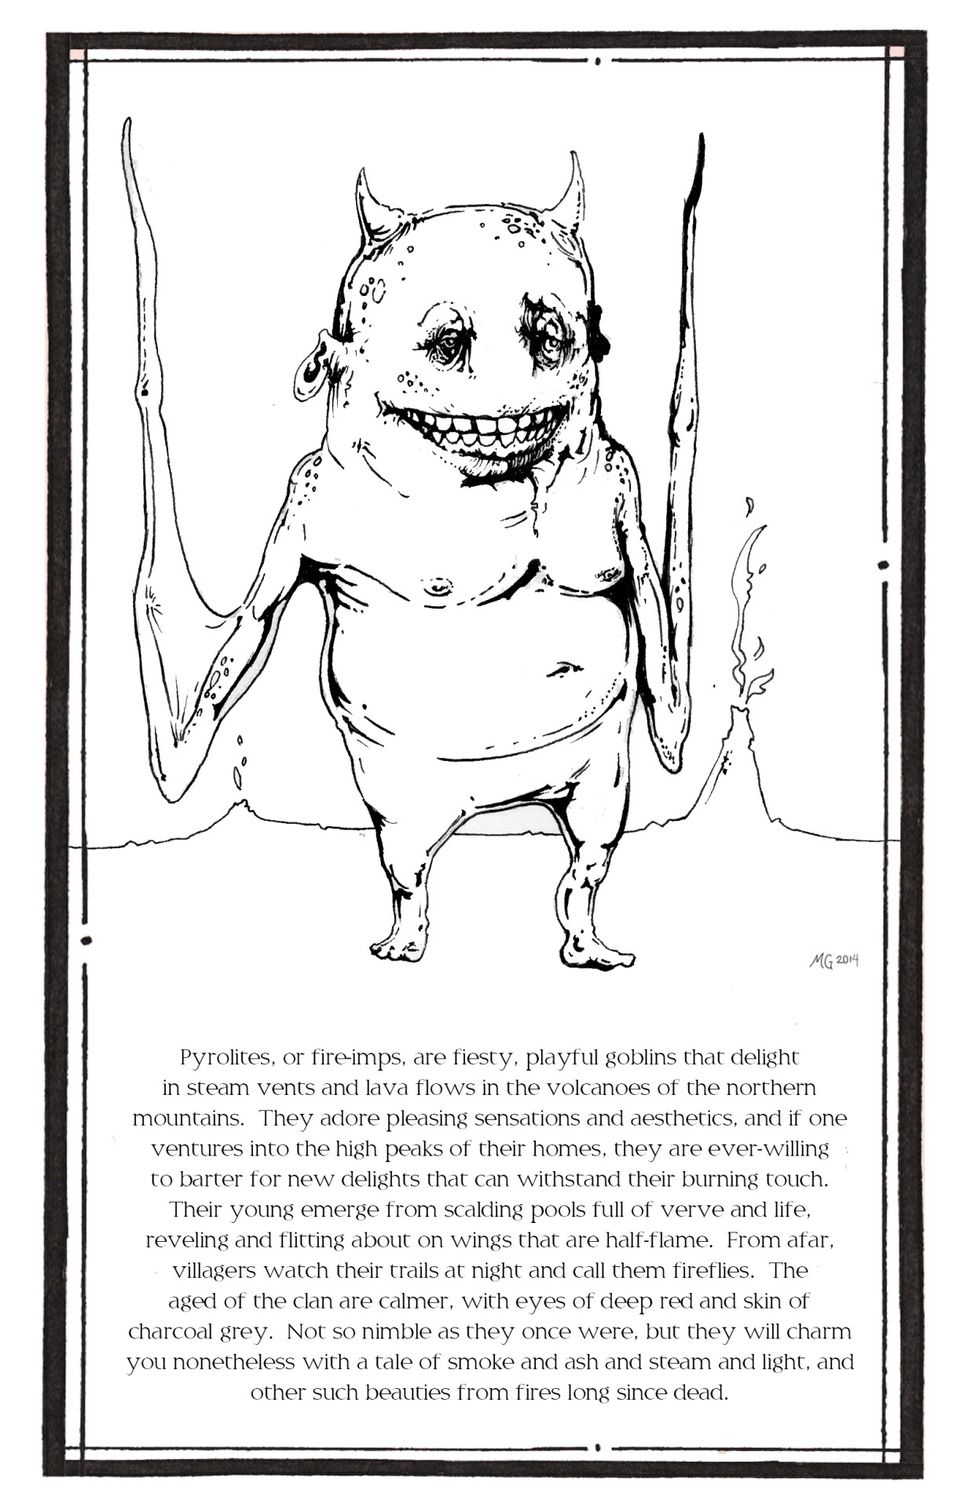 MG 2014
Pyrolites, or fire-imps, are fiesty, playful goblins that delight
in steam vents and lava flows in the volcanoes of the northern
mountains.  They adore pleasing sensations and aesthetics, and if one
ventures into the high peaks of their homes, they are ever-willing
to barter for new delights that can withstand their burning touch.
Their young emerge from scalding pools full of verve and life,
reveling and flitting about on wings that are half-flame.  From afar,
villagers watch their trails at night and call them fireflies.  The
aged of the clan are calmer, with eyes of deep red and skin of
charcoal grey.  Not so nimble as they once were, but they will charm
you nonetheless with a tale of smoke and ash and steam and light, and
other such beauties from fires long since dead.